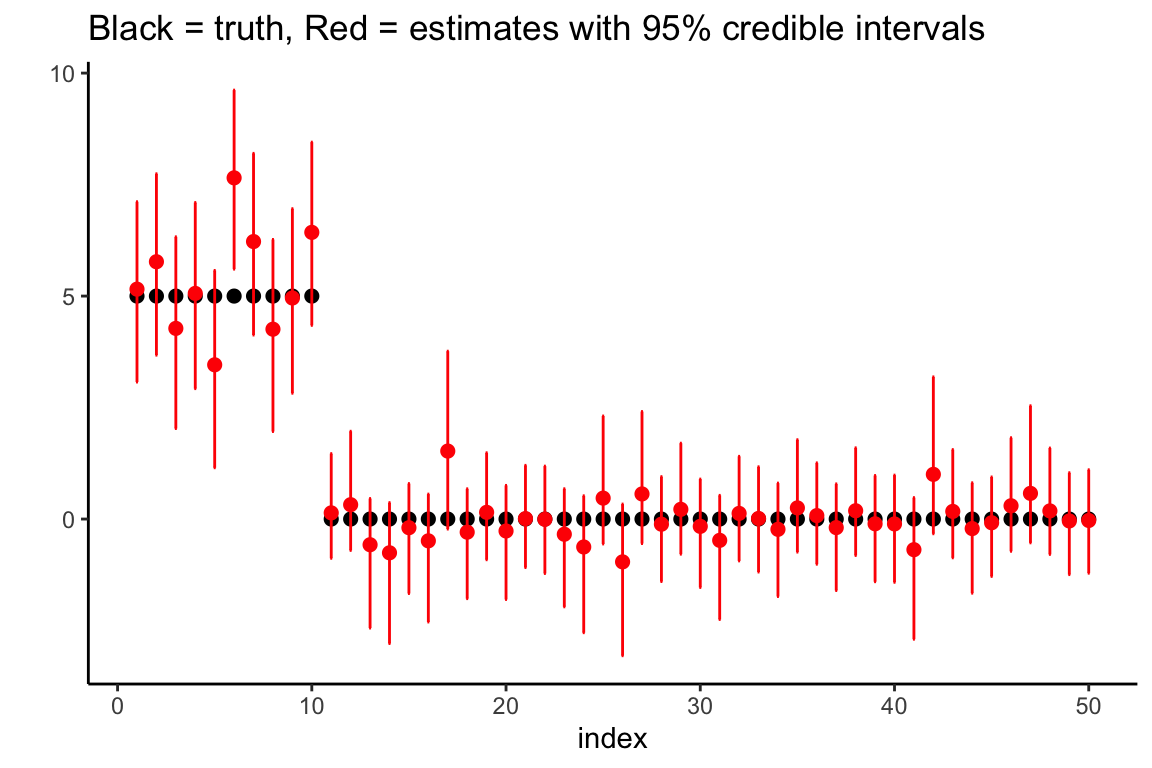 Black = truth, Red = estimates with 95% credible intervals
10
5
0
0 10 20 30 40 50
index